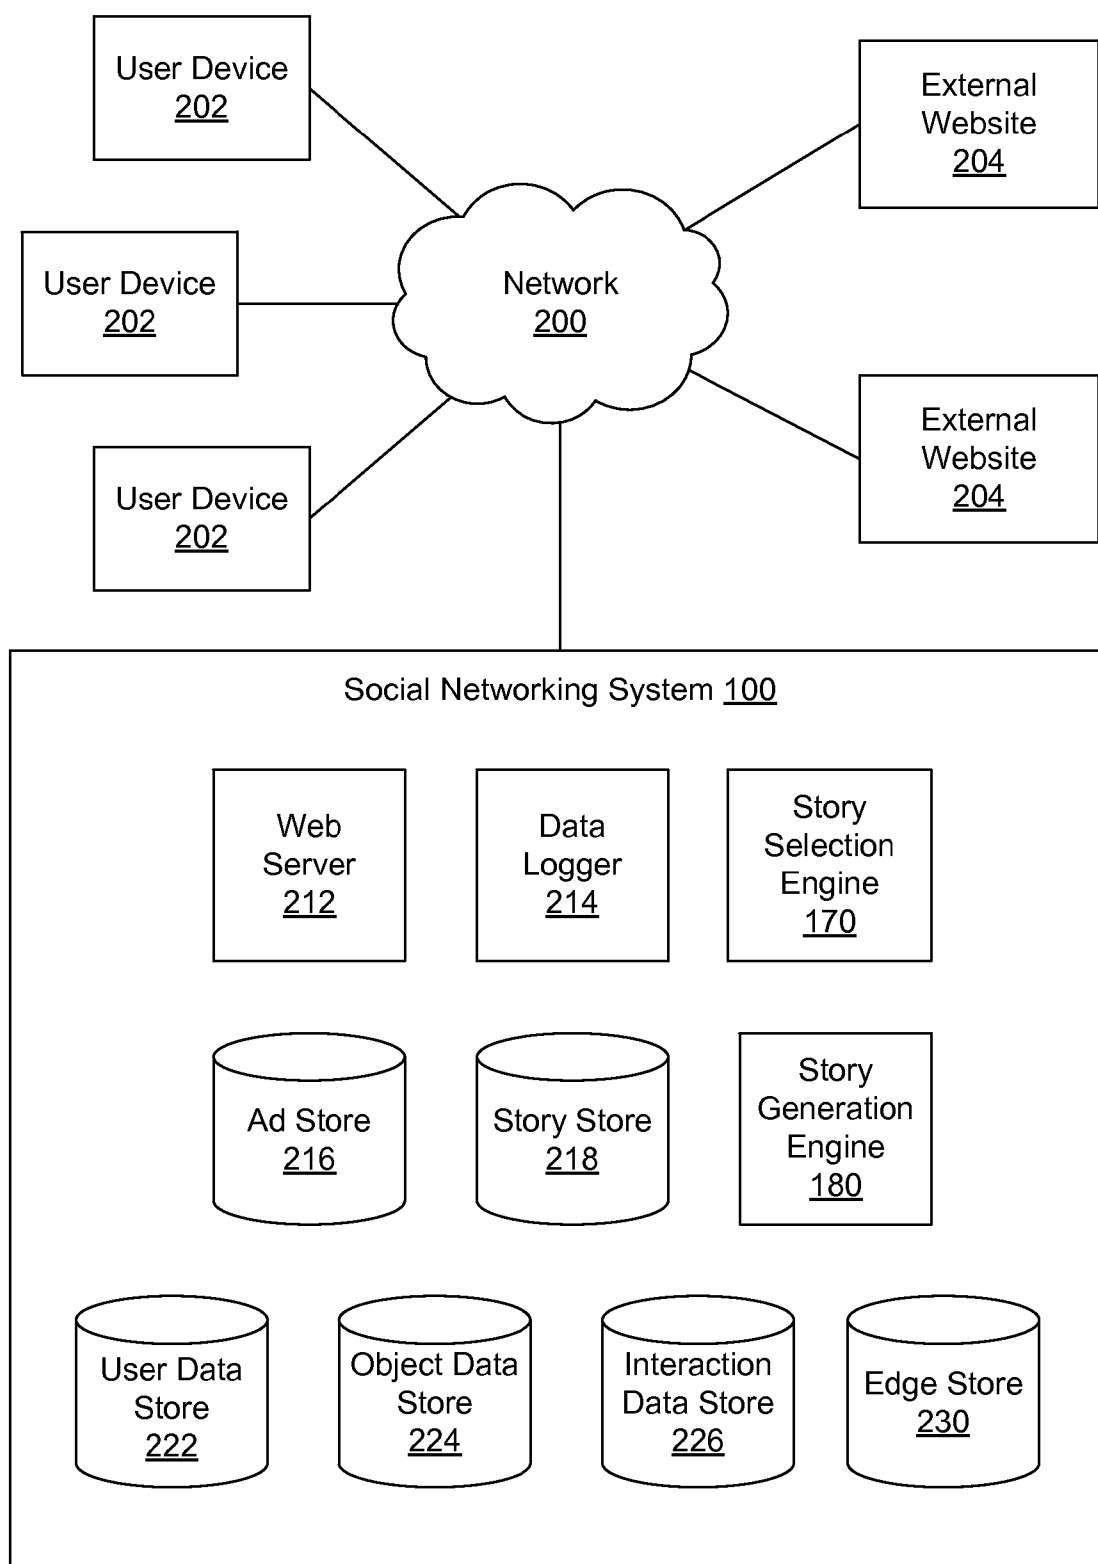 User Device
202
External
Website
204
User Device
202
Network
200
External
Website
204
User Device
202
Social Networking System 100
Web
Server
212
Data
Logger
214
Story
Selection
Engine
170
Ad Store
216
Story Store
218
Story
Generation
Engine
180
User Data
Store
222
Object Data
Store
224
Interaction
Data Store
226
Edge Store
230